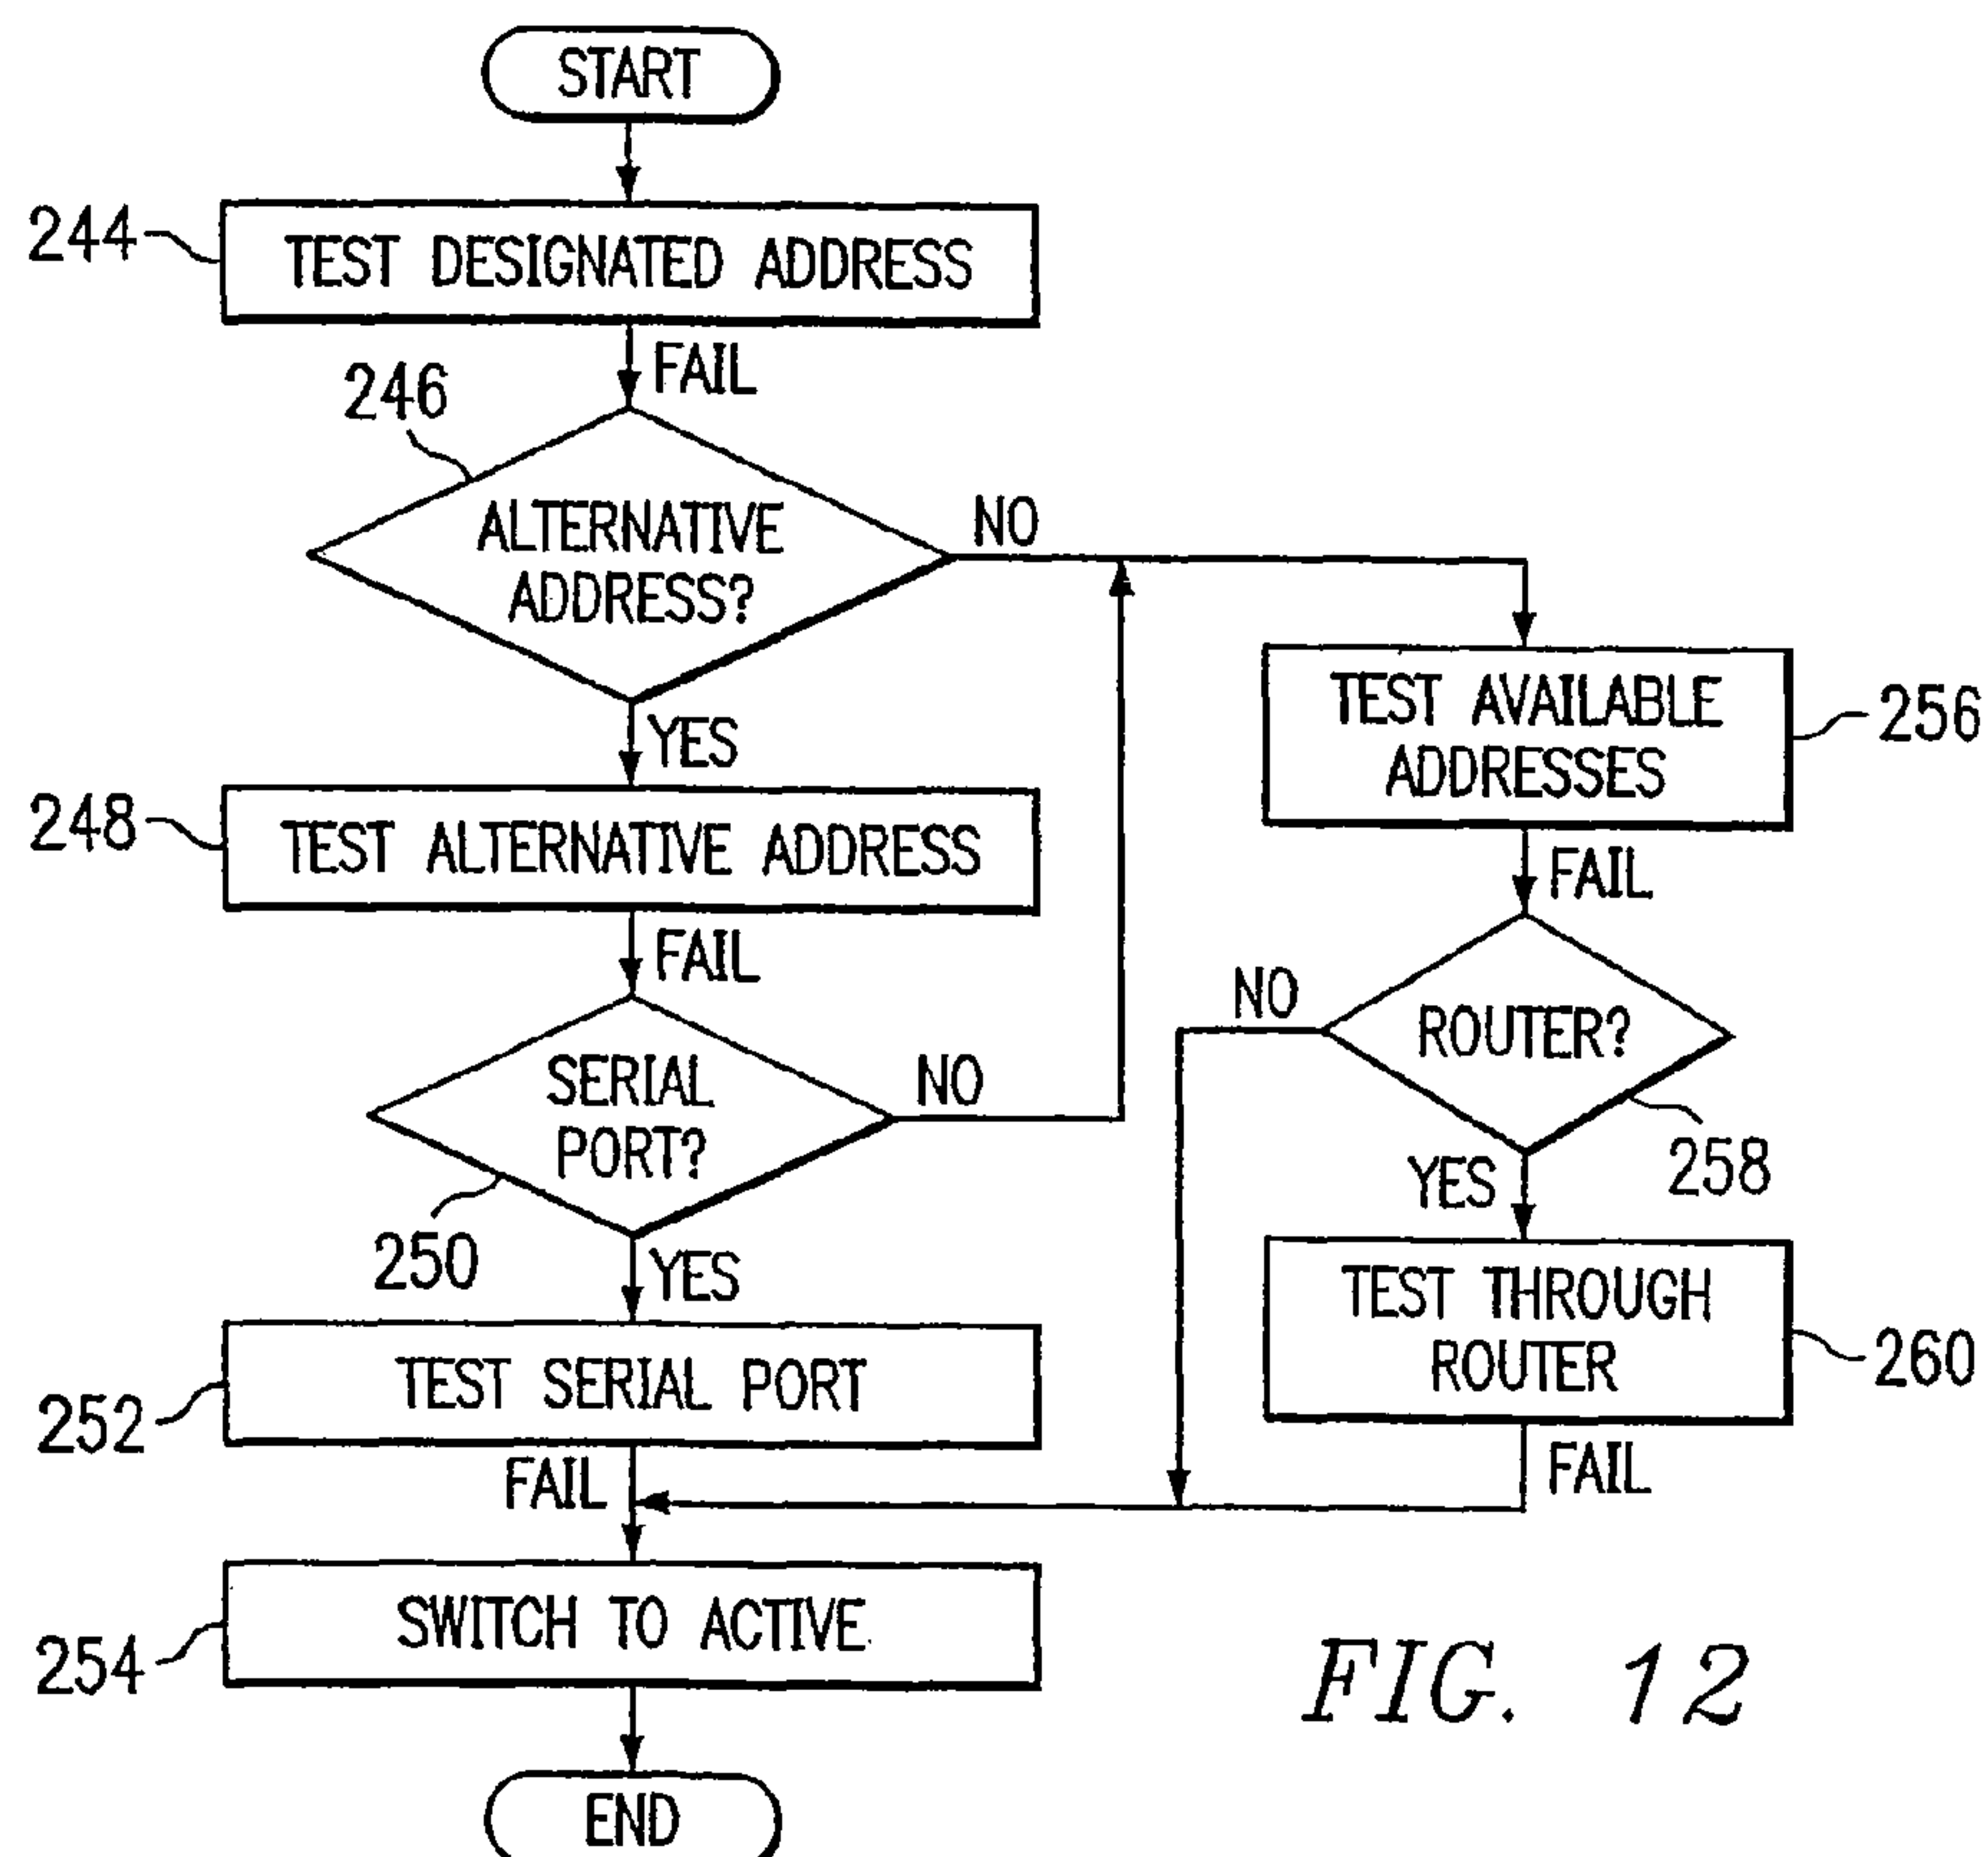 START
244
TEST DESIGNATED ADDRESS
FAIL
246
ALTERNATIVE
ADDRESS?
NO
YES
248
TEST ALTERNATIVE ADDRESS
FAIL
SERIAL
PORT?
NO
250
YES
252
TEST SERIAL PORT
FAIL
254
SWITCH TO ACTIVE
END
TEST AVAILABLE
ADDRESSES
256
FAIL
NO
ROUTER?
258
YES
TEST THROUGH
ROUTER
260
FAIL
FIG. 12